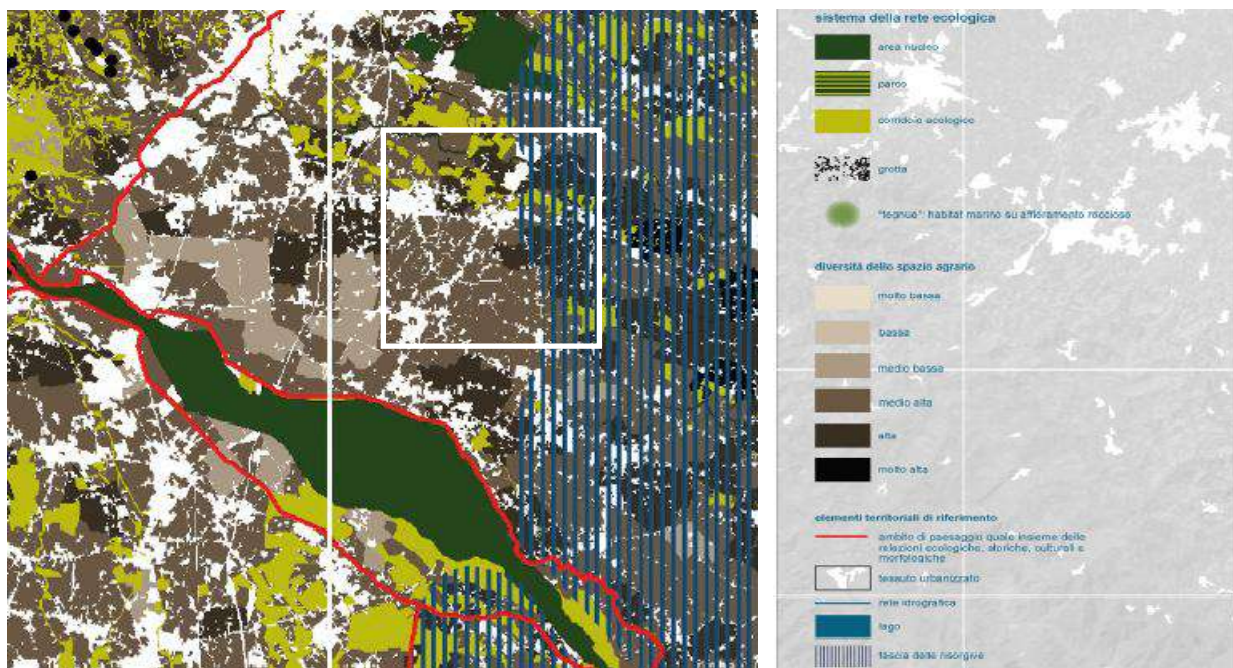 sistema della rete ecologica
area nucleo
parco
corridoio ecologico
grotta
"tegnue": habitat marino su affioramento roccioso
diversità dello spazio agrario
molto bassa
bassa
medio bassa
medio alta
alta
molto alta
elementi territoriali di riferimento
ambito di paesaggio quale insieme delle
relazioni ecologiche, storiche, culturali e
morfologiche
tessuto urbanizzato
rete idrografica
lago
fascia delle risorgive